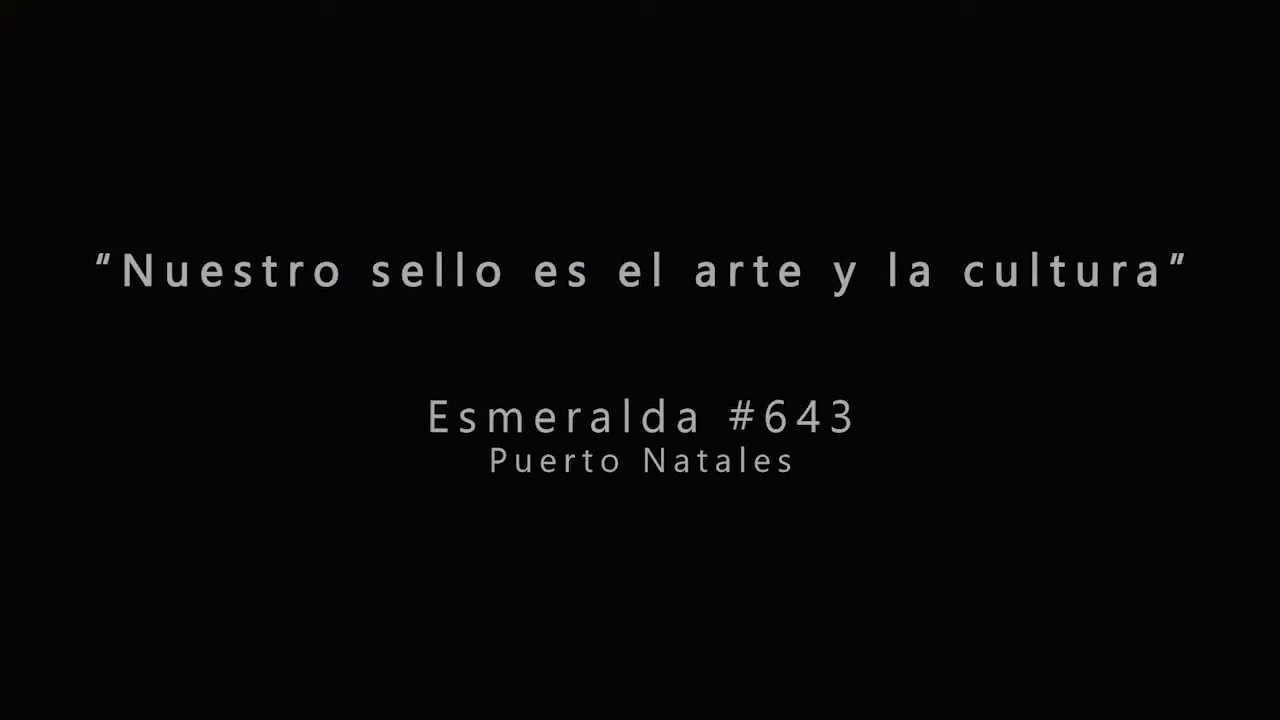 "Nuestro sello es el arte y la cultura"
Esmeralda #643
Puerto Natales